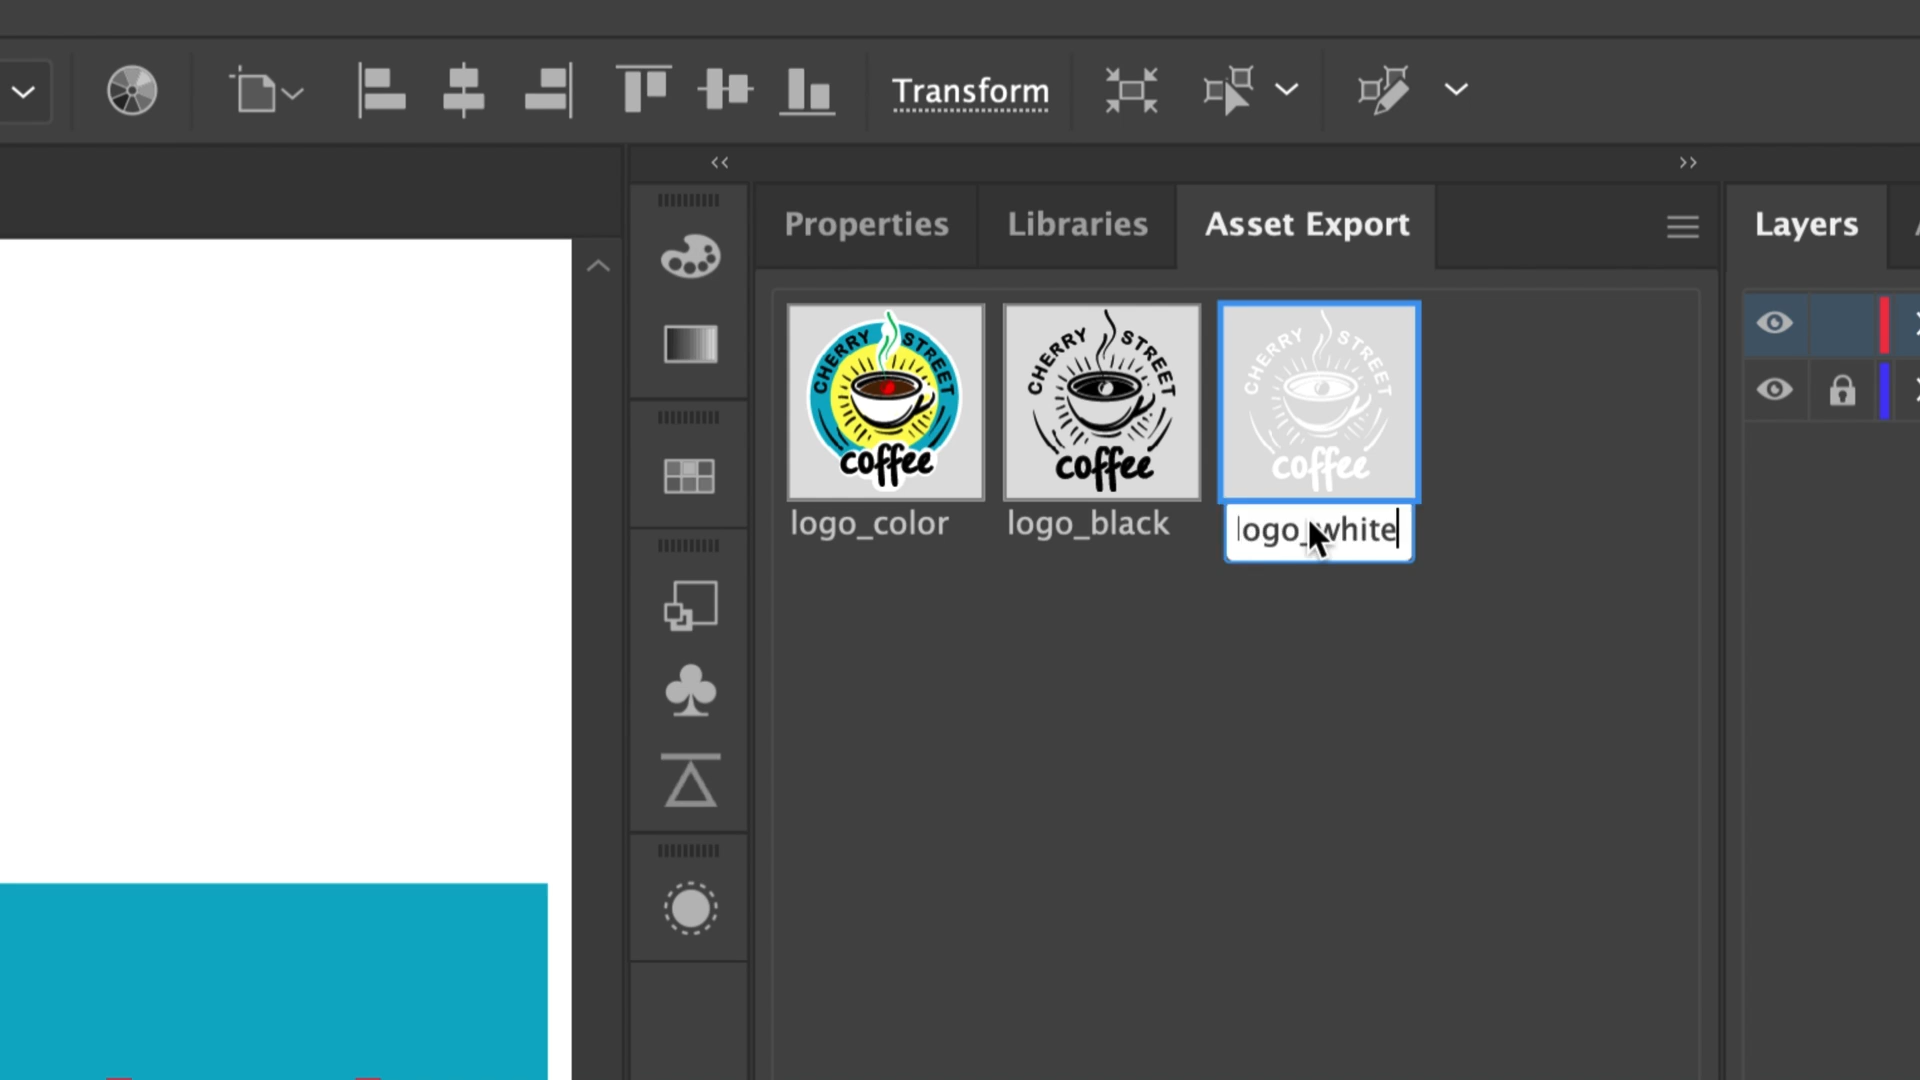 Transform
Properties
Libraries
Asset Export
Layers
CHERRY STREET
coffee
CHERRY STREET
coffee
CHERRY STREET
coffee
logo_color
logo_black
logo_white